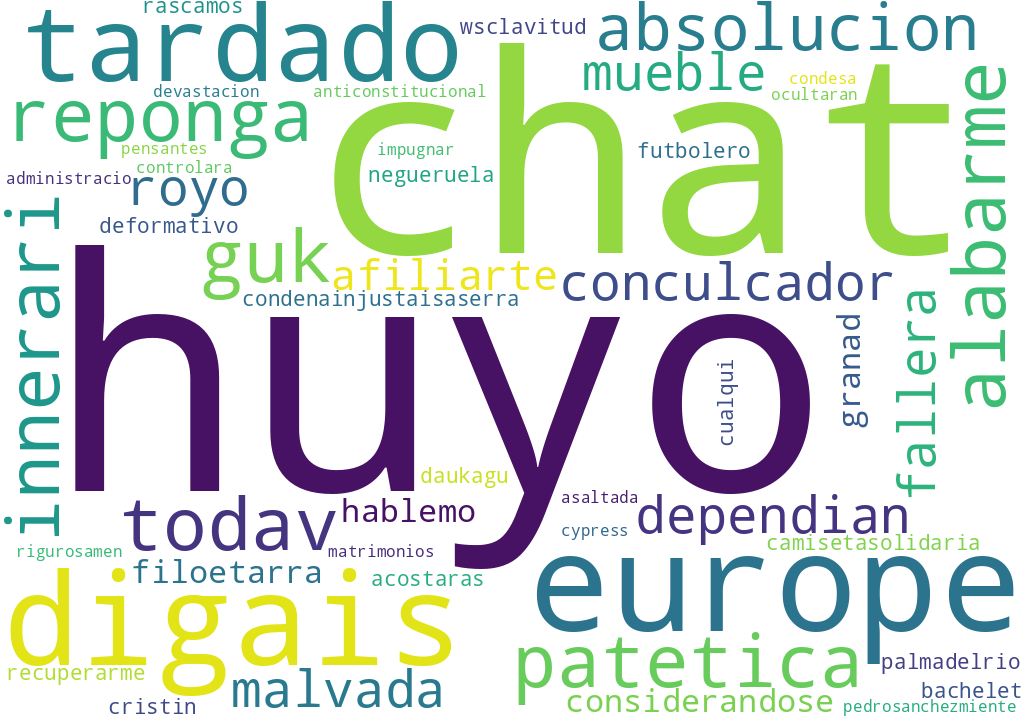 rascamos
tardado
wsclavitud
absolucion
mueble
condesa
ocultaran
devastacion
anticonstitucional
reponga
chat
alabarme
pensantes
controlara
impugnar
futbolero
negueruela
administracio
royo
deformativo
innerari
guk
afiliarte
conculcador
condenainjustaisaserra
huyo
fallera
granad
cualqui
daukagu
todav
hablemo
asaltada
cypress
dependian
rigurosamen
matrimonios
camisetasolidaria
filoetarra
acostaras
europe
digais
patetica
palmadelrio
recuperarme
malvada
bachelet
cristin
considerandose
pedrosanchezmiente